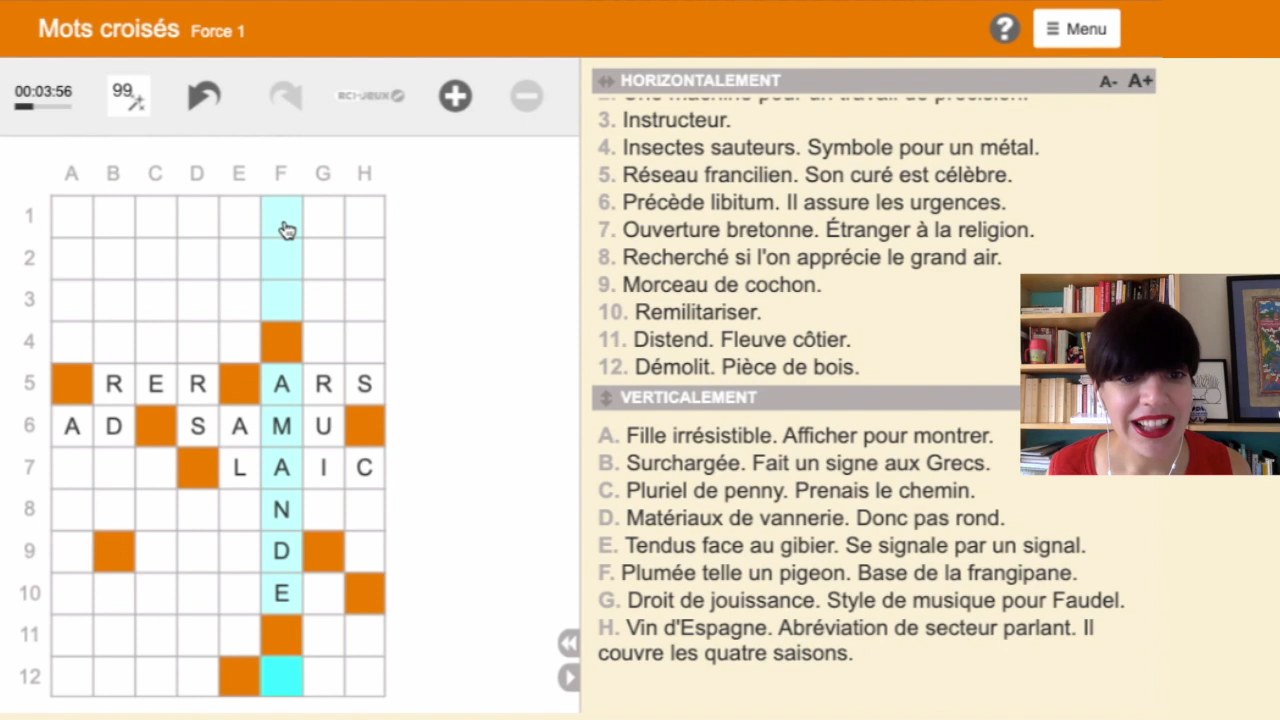 Mots croisés Force 1
? Menu
00:03:56
99
RCI-JEUX
HORIZONTALEMENT
A- A+
3. Instructeur.
4. Insectes sauteurs. Symbole pour un métal.
5. Réseau francilien. Son curé est célèbre.
6. Précède libitum. Il assure les urgences.
7. Ouverture bretonne. Étranger à la religion.
8. Recherché si l'on apprécie le grand air.
9. Morceau de cochon.
10. Remilitariser.
11. Distend. Fleuve côtier.
12. Démolit. Pièce de bois.
VERTICALEMENT
A. Fille irrésistible. Afficher pour montrer.
B. Surchargée. Fait un signe aux Grecs.
C. Pluriel de penny. Prenais le chemin.
D. Matériaux de vannerie. Donc pas rond.
E. Tendus face au gibier. Se signale par un signal.
F. Plumée telle un pigeon. Base de la frangipane.
G. Droit de jouissance. Style de musique pour Faudel.
H. Vin d'Espagne. Abréviation de secteur parlant. Il
couvre les quatre saisons.
A B C D E F G H
1
2
3
4
5 R E R A R S
6 A D S A M U
7 L A I C
8 N
9 D
10 E
11
12